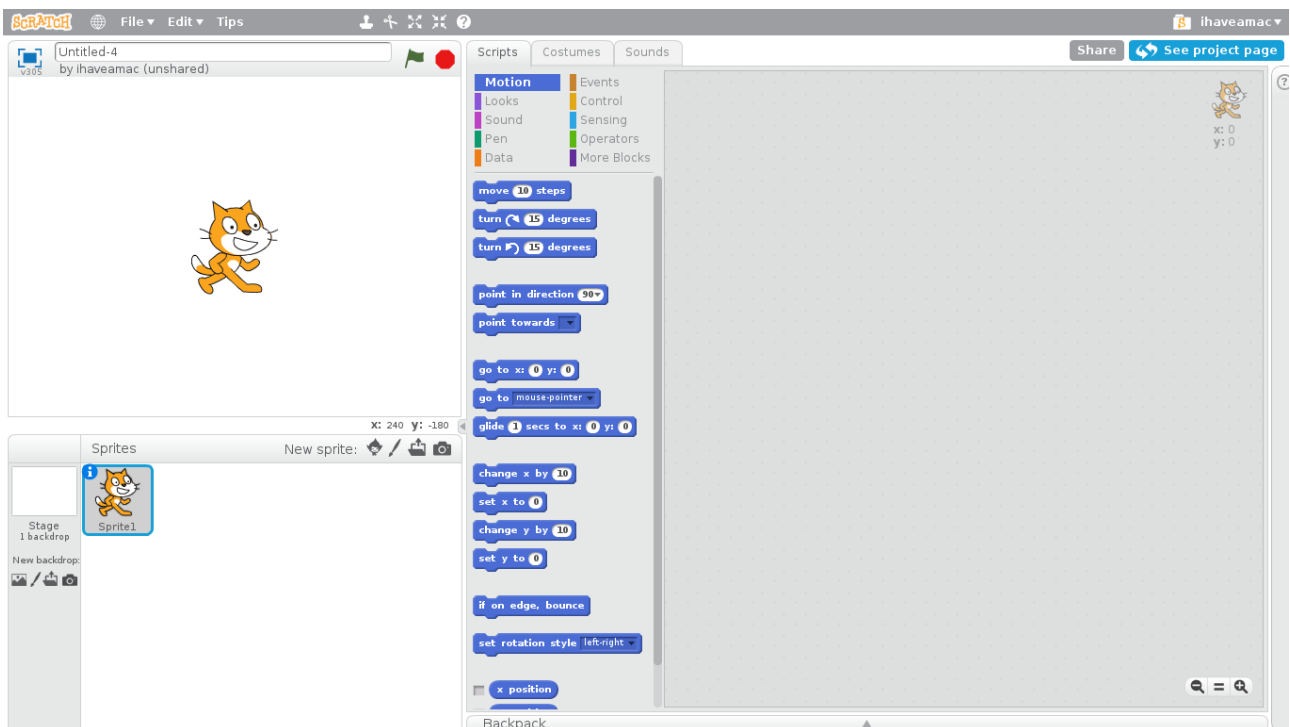 SCRATCH File Edit Tips ihaveamac
Untitled-4
v305 by ihaveamac (unshared)
Scripts Costumes Sounds Share See project page
Motion Events
Looks Control
Sound Sensing
Pen Operators
Data More Blocks
x: 0
y: 0
move 10 steps
turn 15 degrees
turn 15 degrees
point in direction 90
point towards
go to x: 0 y: 0
go to mouse-pointer
glide 1 secs to x: 0 y: 0
change x by 10
set x to 0
change y by 10
set y to 0
if on edge, bounce
set rotation style left-right
x position
X: 240 y: -180
Sprites New sprite:
Sprite1
Stage
1 backdrop
New backdrop:
Backpack